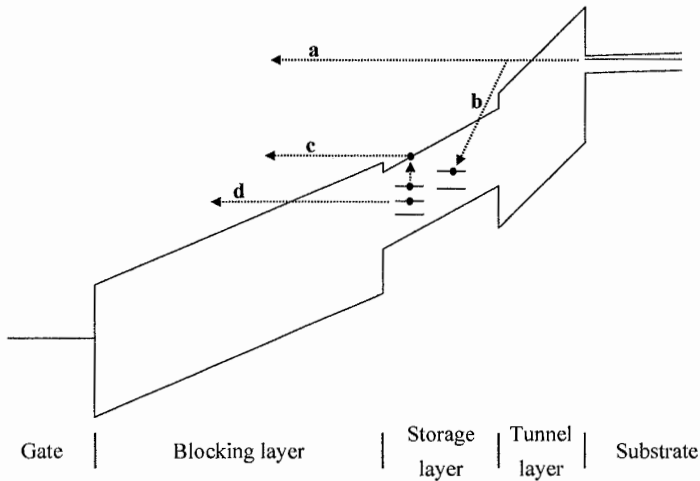 a
b
c
d
Gate
Blocking layer
Storage
layer
Tunnel
layer
Substrate